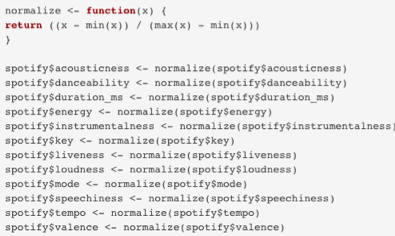 normalize <- function(x) {
return ((x - min(x)) / (max(x) - min(x)))
}
spotify$acousticness <- normalize(spotify$acousticness)
spotify$danceability <- normalize(spotify$danceability)
spotify$duration_ms <- normalize(spotify$duration_ms)
spotify$energy <- normalize(spotify$energy)
spotify$instrumentalness <- normalize(spotify$instrumentalness)
spotify$key <- normalize(spotify$key)
spotify$liveness <- normalize(spotify$liveness)
spotify$loudness <- normalize(spotify$loudness)
spotify$mode <- normalize(spotify$mode)
spotify$speechiness <- normalize(spotify$speechiness)
spotify$tempo <- normalize(spotify$tempo)
spotify$valence <- normalize(spotify$valence)